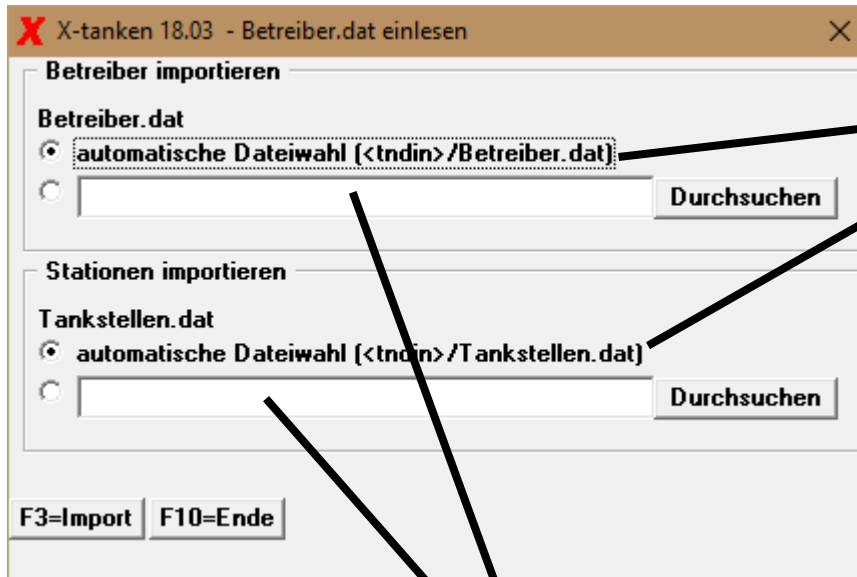 X-tanken 18.03 - Betreiber.dat einlesen
Betreiber importieren
Betreiber.dat
automatische Dateiwahl (<tndin>/Betreiber.dat)
Durchsuchen
Stationen importieren
Tankstellen.dat
automatische Dateiwahl (<tndin>/Tankstellen.dat)
Durchsuchen
F3=Import F10=Ende